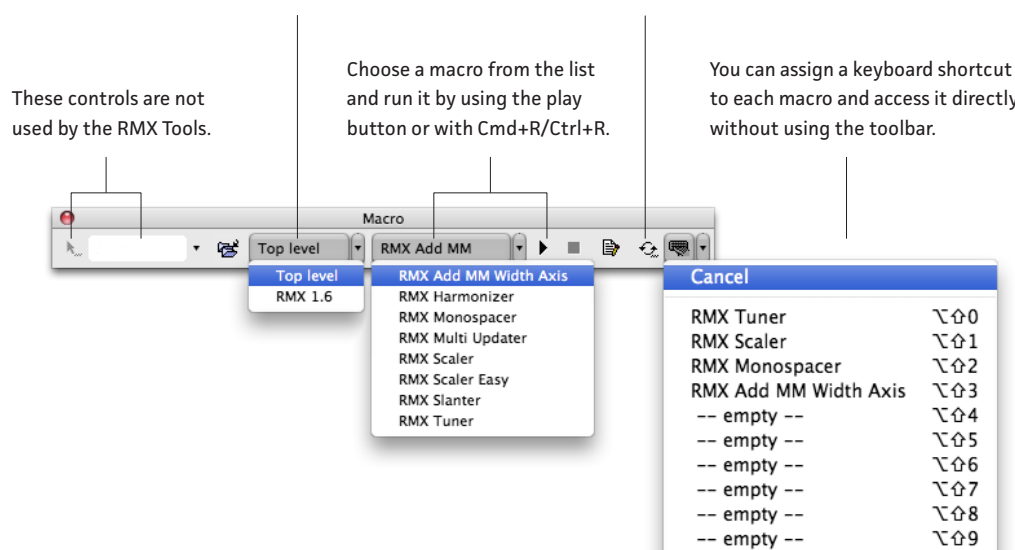 These controls are not
used by the RMX Tools.
Choose a macro from the list
and run it by using the play
button or with Cmd+R/Ctrl+R.
You can assign a keyboard shortcut
to each macro and access it directly
without using the toolbar.
Macro
Top level
RMX Add MM
Top level
RMX 1.6
RMX Add MM Width Axis
RMX Harmonizer
RMX Monospacer
RMX Multi Updater
RMX Scaler
RMX Scaler Easy
RMX Slanter
RMX Tuner
Cancel
RMX Tuner ⌥⇧0
RMX Scaler ⌥⇧1
RMX Monospacer ⌥⇧2
RMX Add MM Width Axis ⌥⇧3
-- empty -- ⌥⇧4
-- empty -- ⌥⇧5
-- empty -- ⌥⇧6
-- empty -- ⌥⇧7
-- empty -- ⌥⇧8
-- empty -- ⌥⇧9